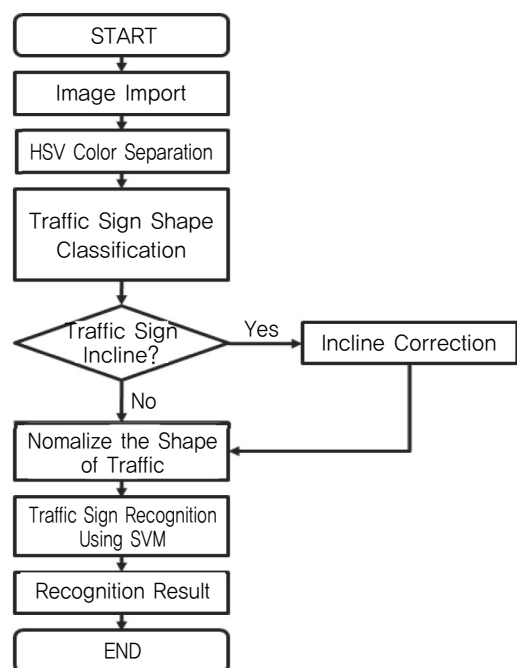 START
Image Import
HSV Color Separation
Traffic Sign Shape
Classification
Traffic Sign
Incline?
Yes
Incline Correction
No
Nomalize the Shape
of Traffic
Traffic Sign Recognition
Using SVM
Recognition Result
END